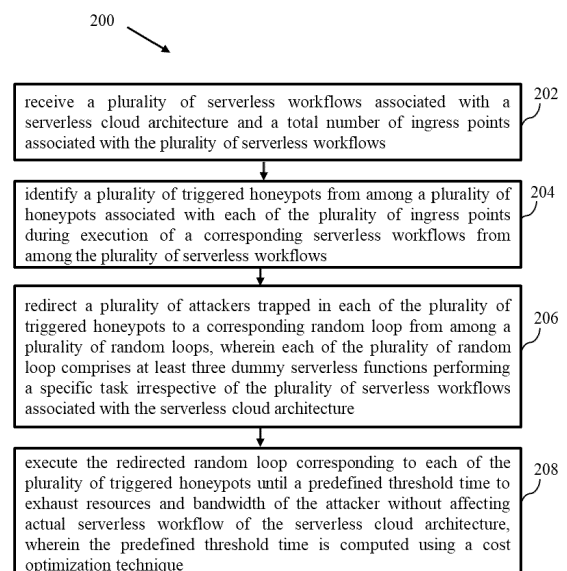 200
202
receive a plurality of serverless workflows associated with a
serverless cloud architecture and a total number of ingress points
associated with the plurality of serverless workflows
204
identify a plurality of triggered honeypots from among a plurality of
honeypots associated with each of the plurality of ingress points
during execution of a corresponding serverless workflows from
among the plurality of serverless workflows
206
redirect a plurality of attackers trapped in each of the plurality of
triggered honeypots to a corresponding random loop from among a
plurality of random loops, wherein each of the plurality of random
loop comprises at least three dummy serverless functions performing
a specific task irrespective of the plurality of serverless workflows
associated with the serverless cloud architecture
208
execute the redirected random loop corresponding to each of the
plurality of triggered honeypots until a predefined threshold time to
exhaust resources and bandwidth of the attacker without affecting
actual serverless workflow of the serverless cloud architecture,
wherein the predefined threshold time is computed using a cost
optimization technique